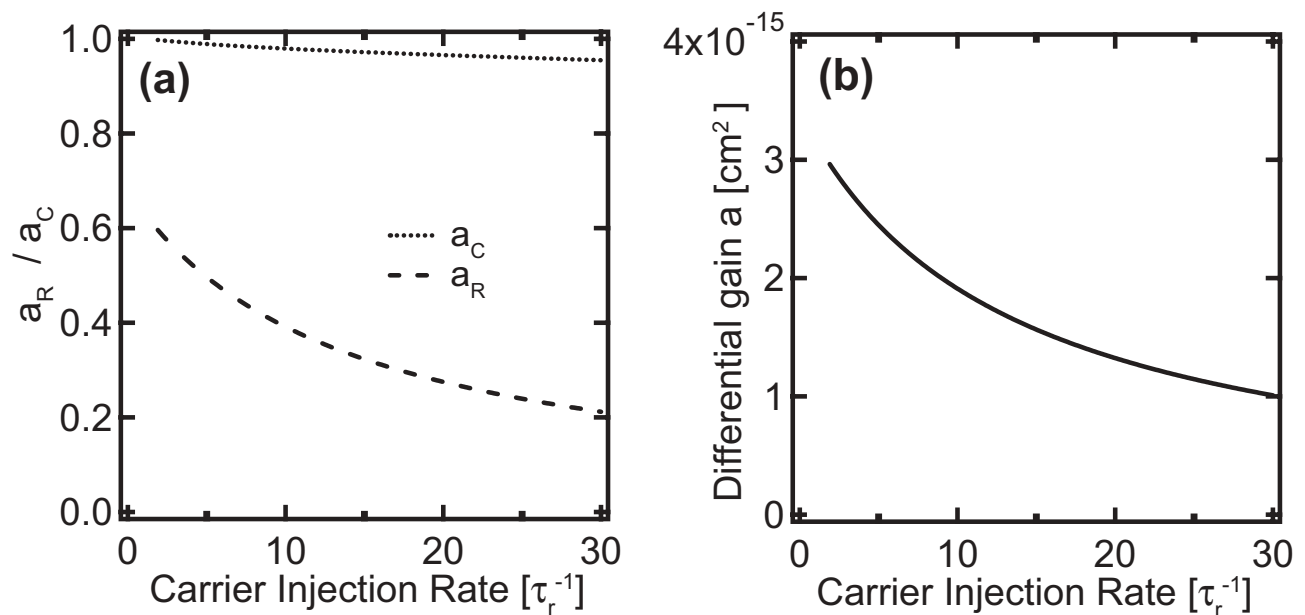 1.0
0.8
0.6
0.4
0.2
0.0
a_R / a_C
(a)
a_C
a_R
0 10 20 30
Carrier Injection Rate [τ_r^-1]
4x10^-15
3
2
1
0
Differential gain a [cm^2]
(b)
0 10 20 30
Carrier Injection Rate [τ_r^-1]